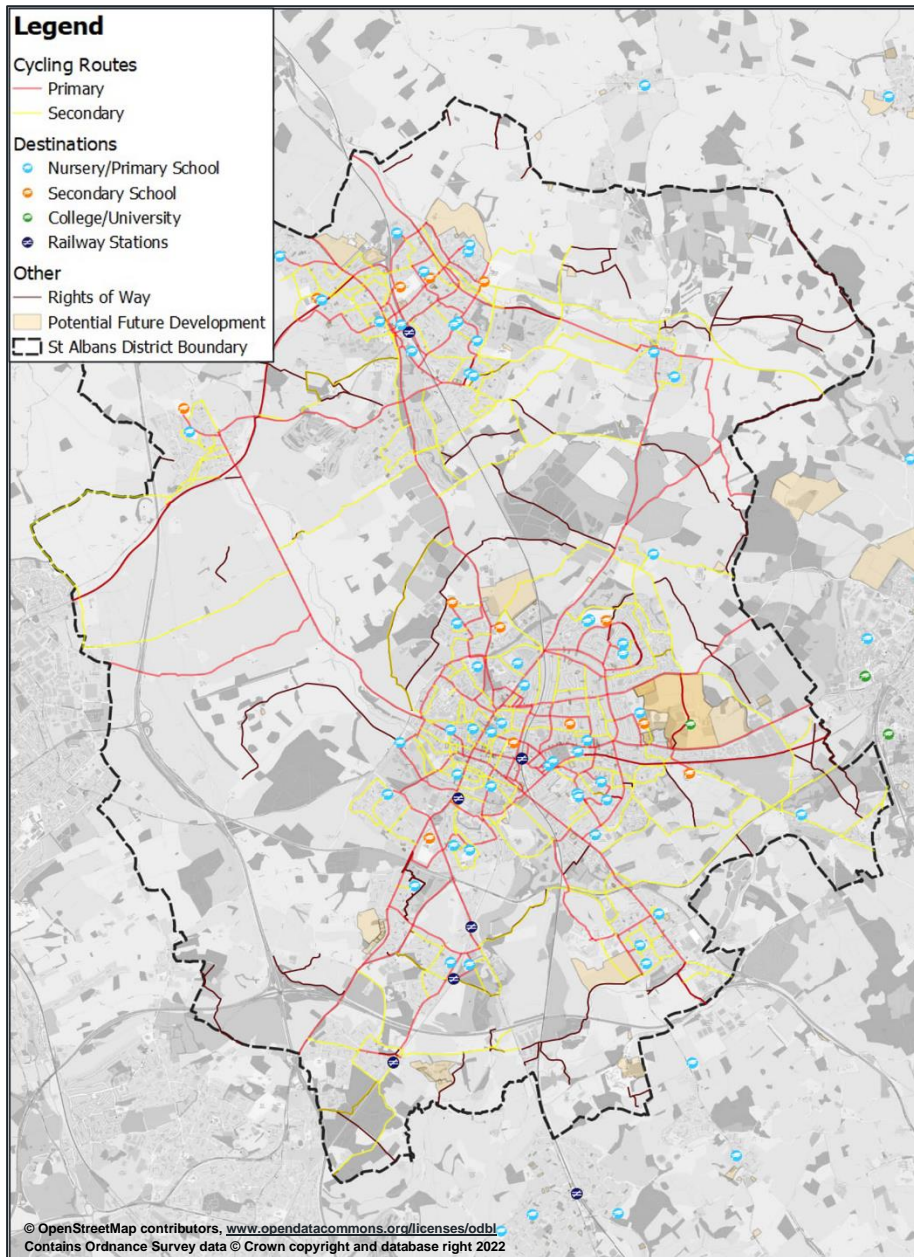 Legend
Cycling Routes
Primary
Secondary
Destinations
Nursery/Primary School
Secondary School
College/University
Railway Stations
Other
Rights of Way
Potential Future Development
St Albans District Boundary
© OpenStreetMap contributors, www.opendatacommons.org/licenses/odbl
Contains Ordnance Survey data © Crown copyright and database right 2022